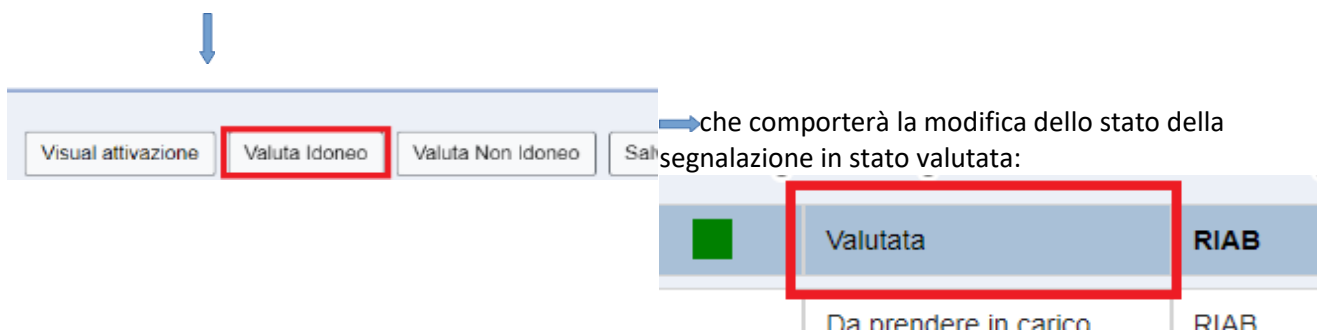 che comporterà la modifica dello stato della
segnalazione in stato valutata:
Visual attivazione Valuta Idoneo Valuta Non Idoneo
Valutata RIAB
Da prendere in carico RIAB